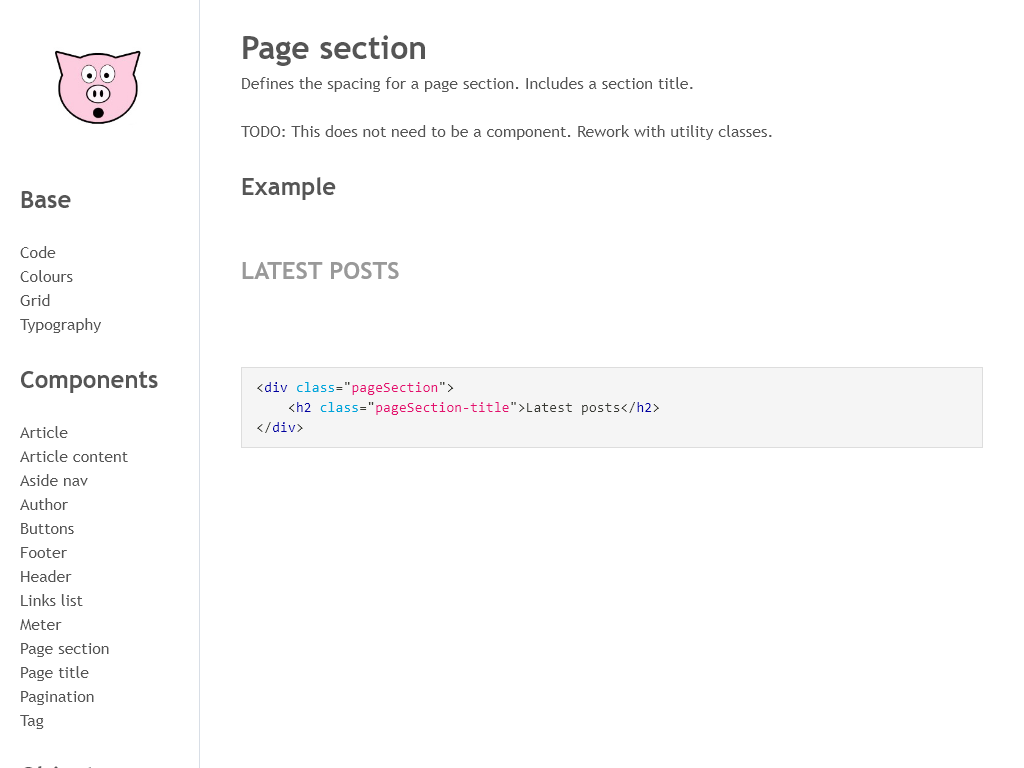 Base
Code
Colours
Grid
Typography
Components
Article
Article content
Aside nav
Author
Buttons
Footer
Header
Links list
Meter
Page section
Page title
Pagination
Tag
Page section
Defines the spacing for a page section. Includes a section title.
TODO: This does not need to be a component. Rework with utility classes.
Example
LATEST POSTS
<div class="pageSection">
    <h2 class="pageSection-title">Latest posts</h2>
</div>